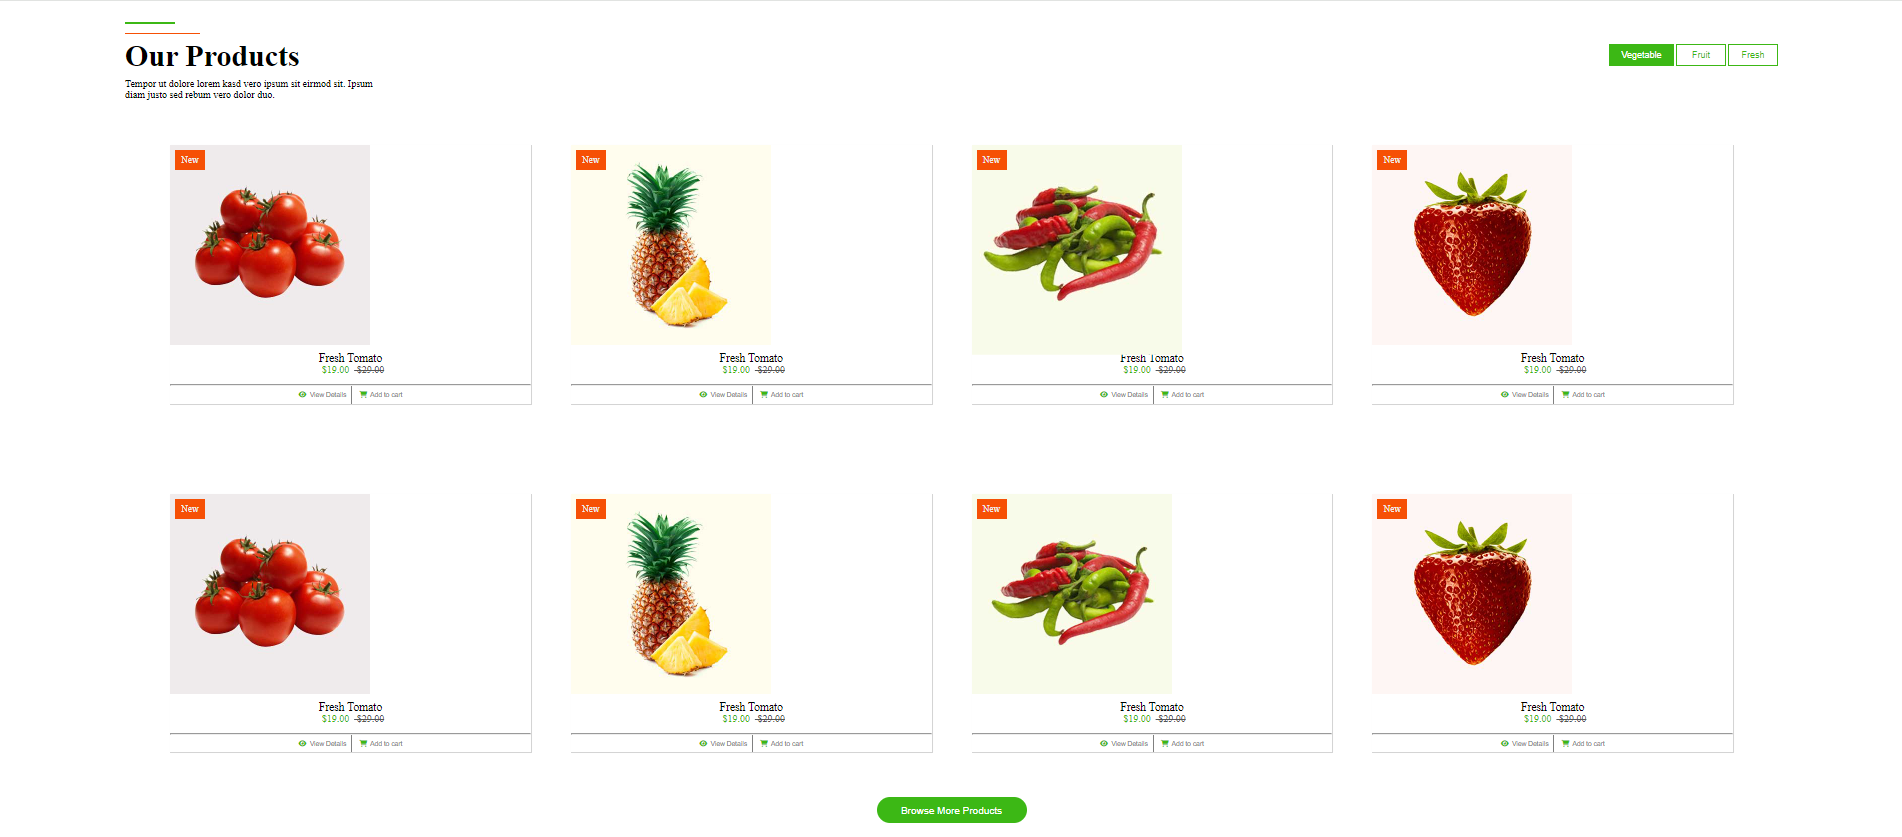 Our Products
Tempor ut dolore lorem kasd vero ipsum sit eirmod sit. Ipsum
diam justo sed rebum vero dolor duo.
Vegetable
Fruit
Fresh
New
New
New
New
Fresh Tomato
Fresh Tomato
Fresh Tomato
Fresh Tomato
$19.00 $29.00
$19.00 $29.00
$19.00 $29.00
$19.00 $29.00
View Details Add to cart
View Details Add to cart
View Details Add to cart
View Details Add to cart
New
New
New
New
Fresh Tomato
Fresh Tomato
Fresh Tomato
Fresh Tomato
$19.00 $29.00
$19.00 $29.00
$19.00 $29.00
$19.00 $29.00
View Details Add to cart
View Details Add to cart
View Details Add to cart
View Details Add to cart
Browse More Products